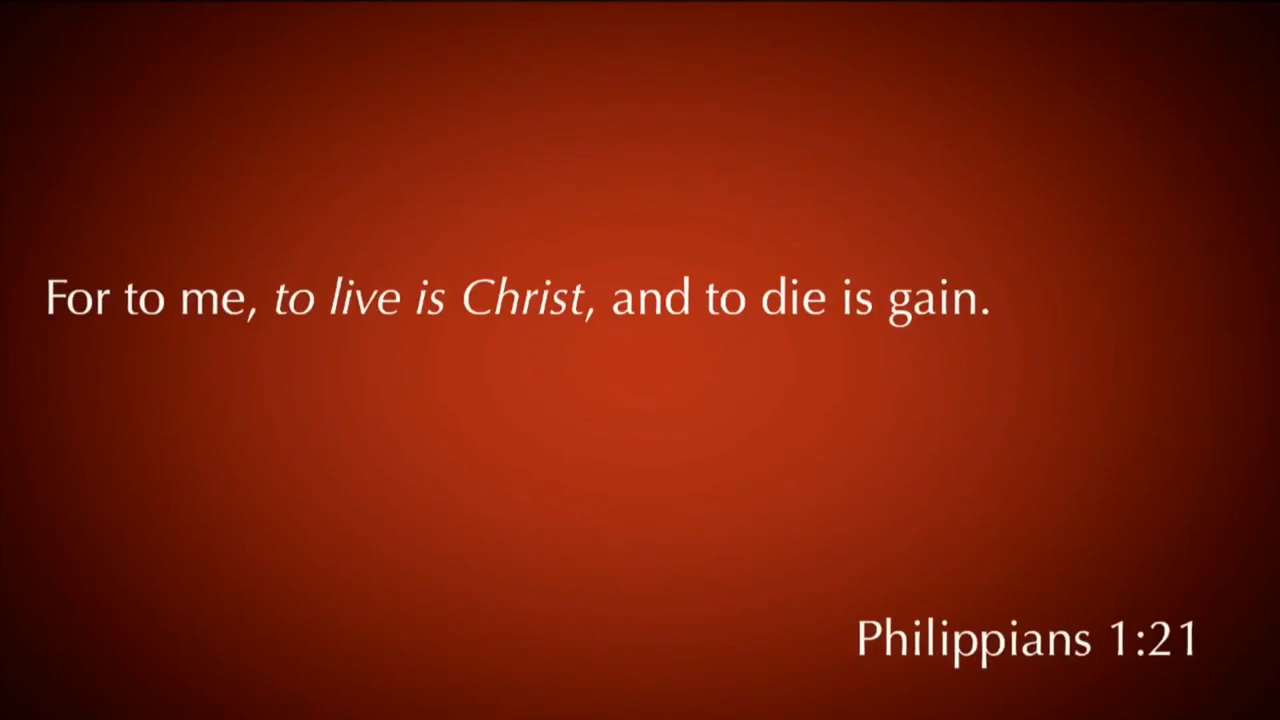 For to me, to live is Christ, and to die is gain.
Philippians 1:21